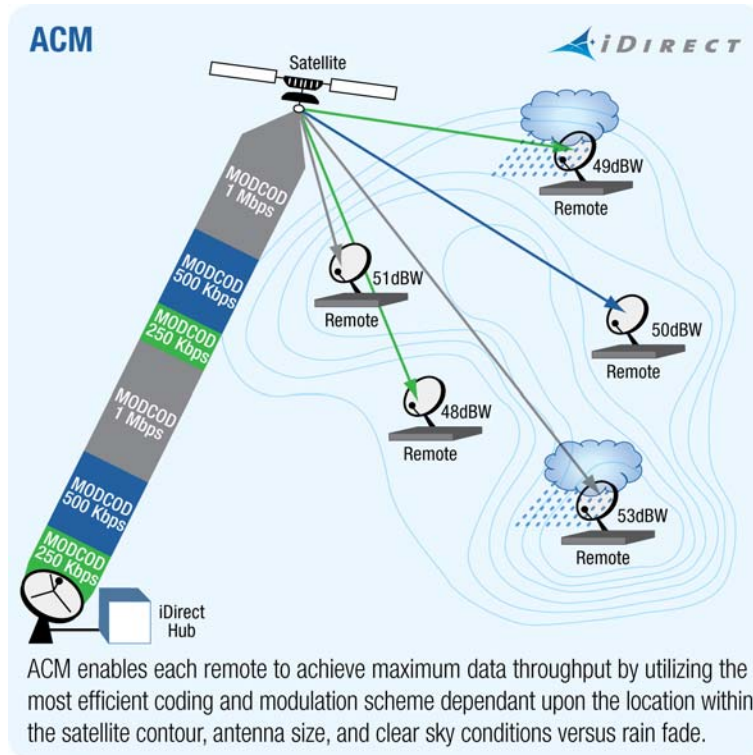 ACM
iDIRECT
Satellite
MODCOD
1 Mbps
MODCOD
500 Kbps
MODCOD
250 Kbps
MODCOD
1 Mbps
MODCOD
500 Kbps
MODCOD
250 Kbps
49dBW
Remote
51dBW
Remote
50dBW
Remote
48dBW
Remote
53dBW
Remote
iDirect
Hub
ACM enables each remote to achieve maximum data throughput by utilizing the
most efficient coding and modulation scheme dependant upon the location within
the satellite contour, antenna size, and clear sky conditions versus rain fade.